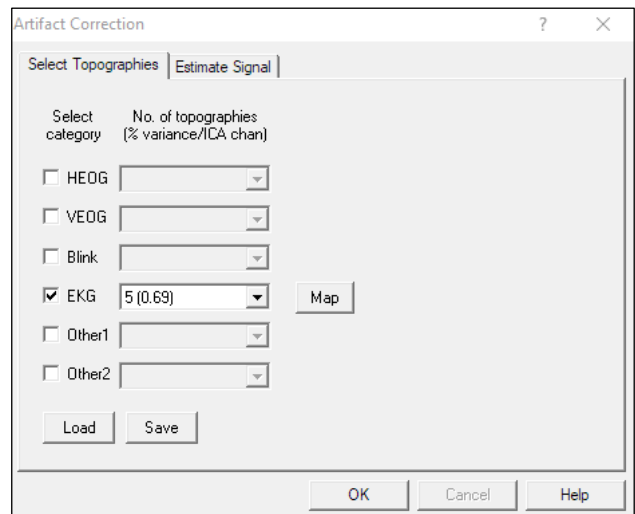 Artifact Correction ? ×
Select Topographies Estimate Signal
Select No. of topographies
category (% variance/ICA chan)
HEOG
VEOG
Blink
EKG 5 (0.69) Map
Other1
Other2
Load Save
OK Cancel Help